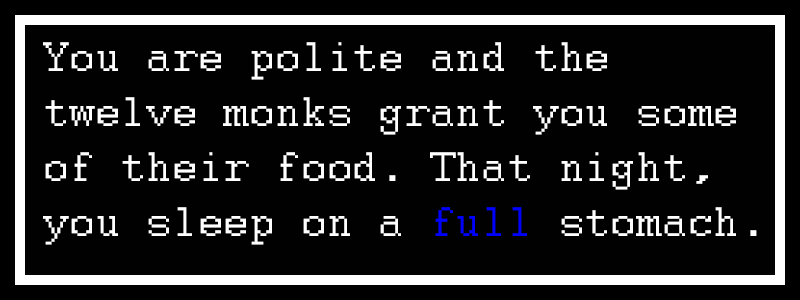 You are polite and the
twelve monks grant you some
of their food. That night,
you sleep on a full stomach.